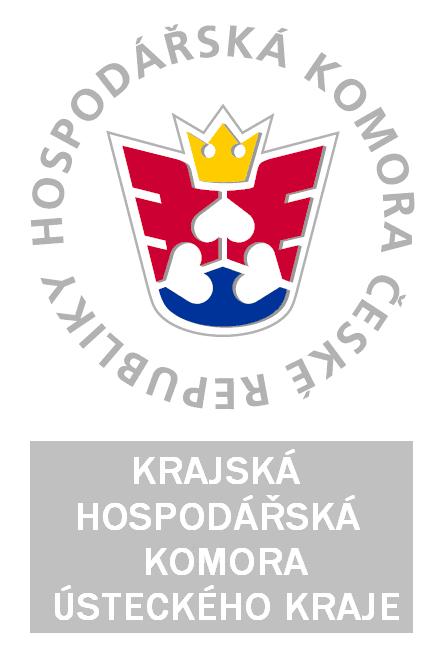 HOSPODÁŘSKÁ KOMORA ČESKÉ REPUBLIKY
KRAJSKÁ
HOSPODÁŘSKÁ
KOMORA
ÚSTECKÉHO KRAJE